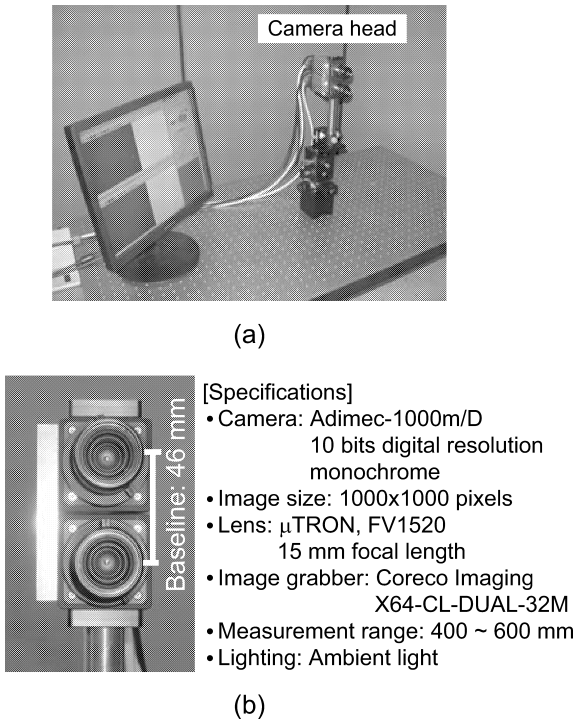 Camera head
(a)
Baseline: 46 mm
[Specifications]
• Camera: Adimec-1000m/D
10 bits digital resolution
monochrome
• Image size: 1000x1000 pixels
• Lens: μTRON, FV1520
15 mm focal length
• Image grabber: Coreco Imaging
X64-CL-DUAL-32M
• Measurement range: 400 ~ 600 mm
• Lighting: Ambient light
(b)